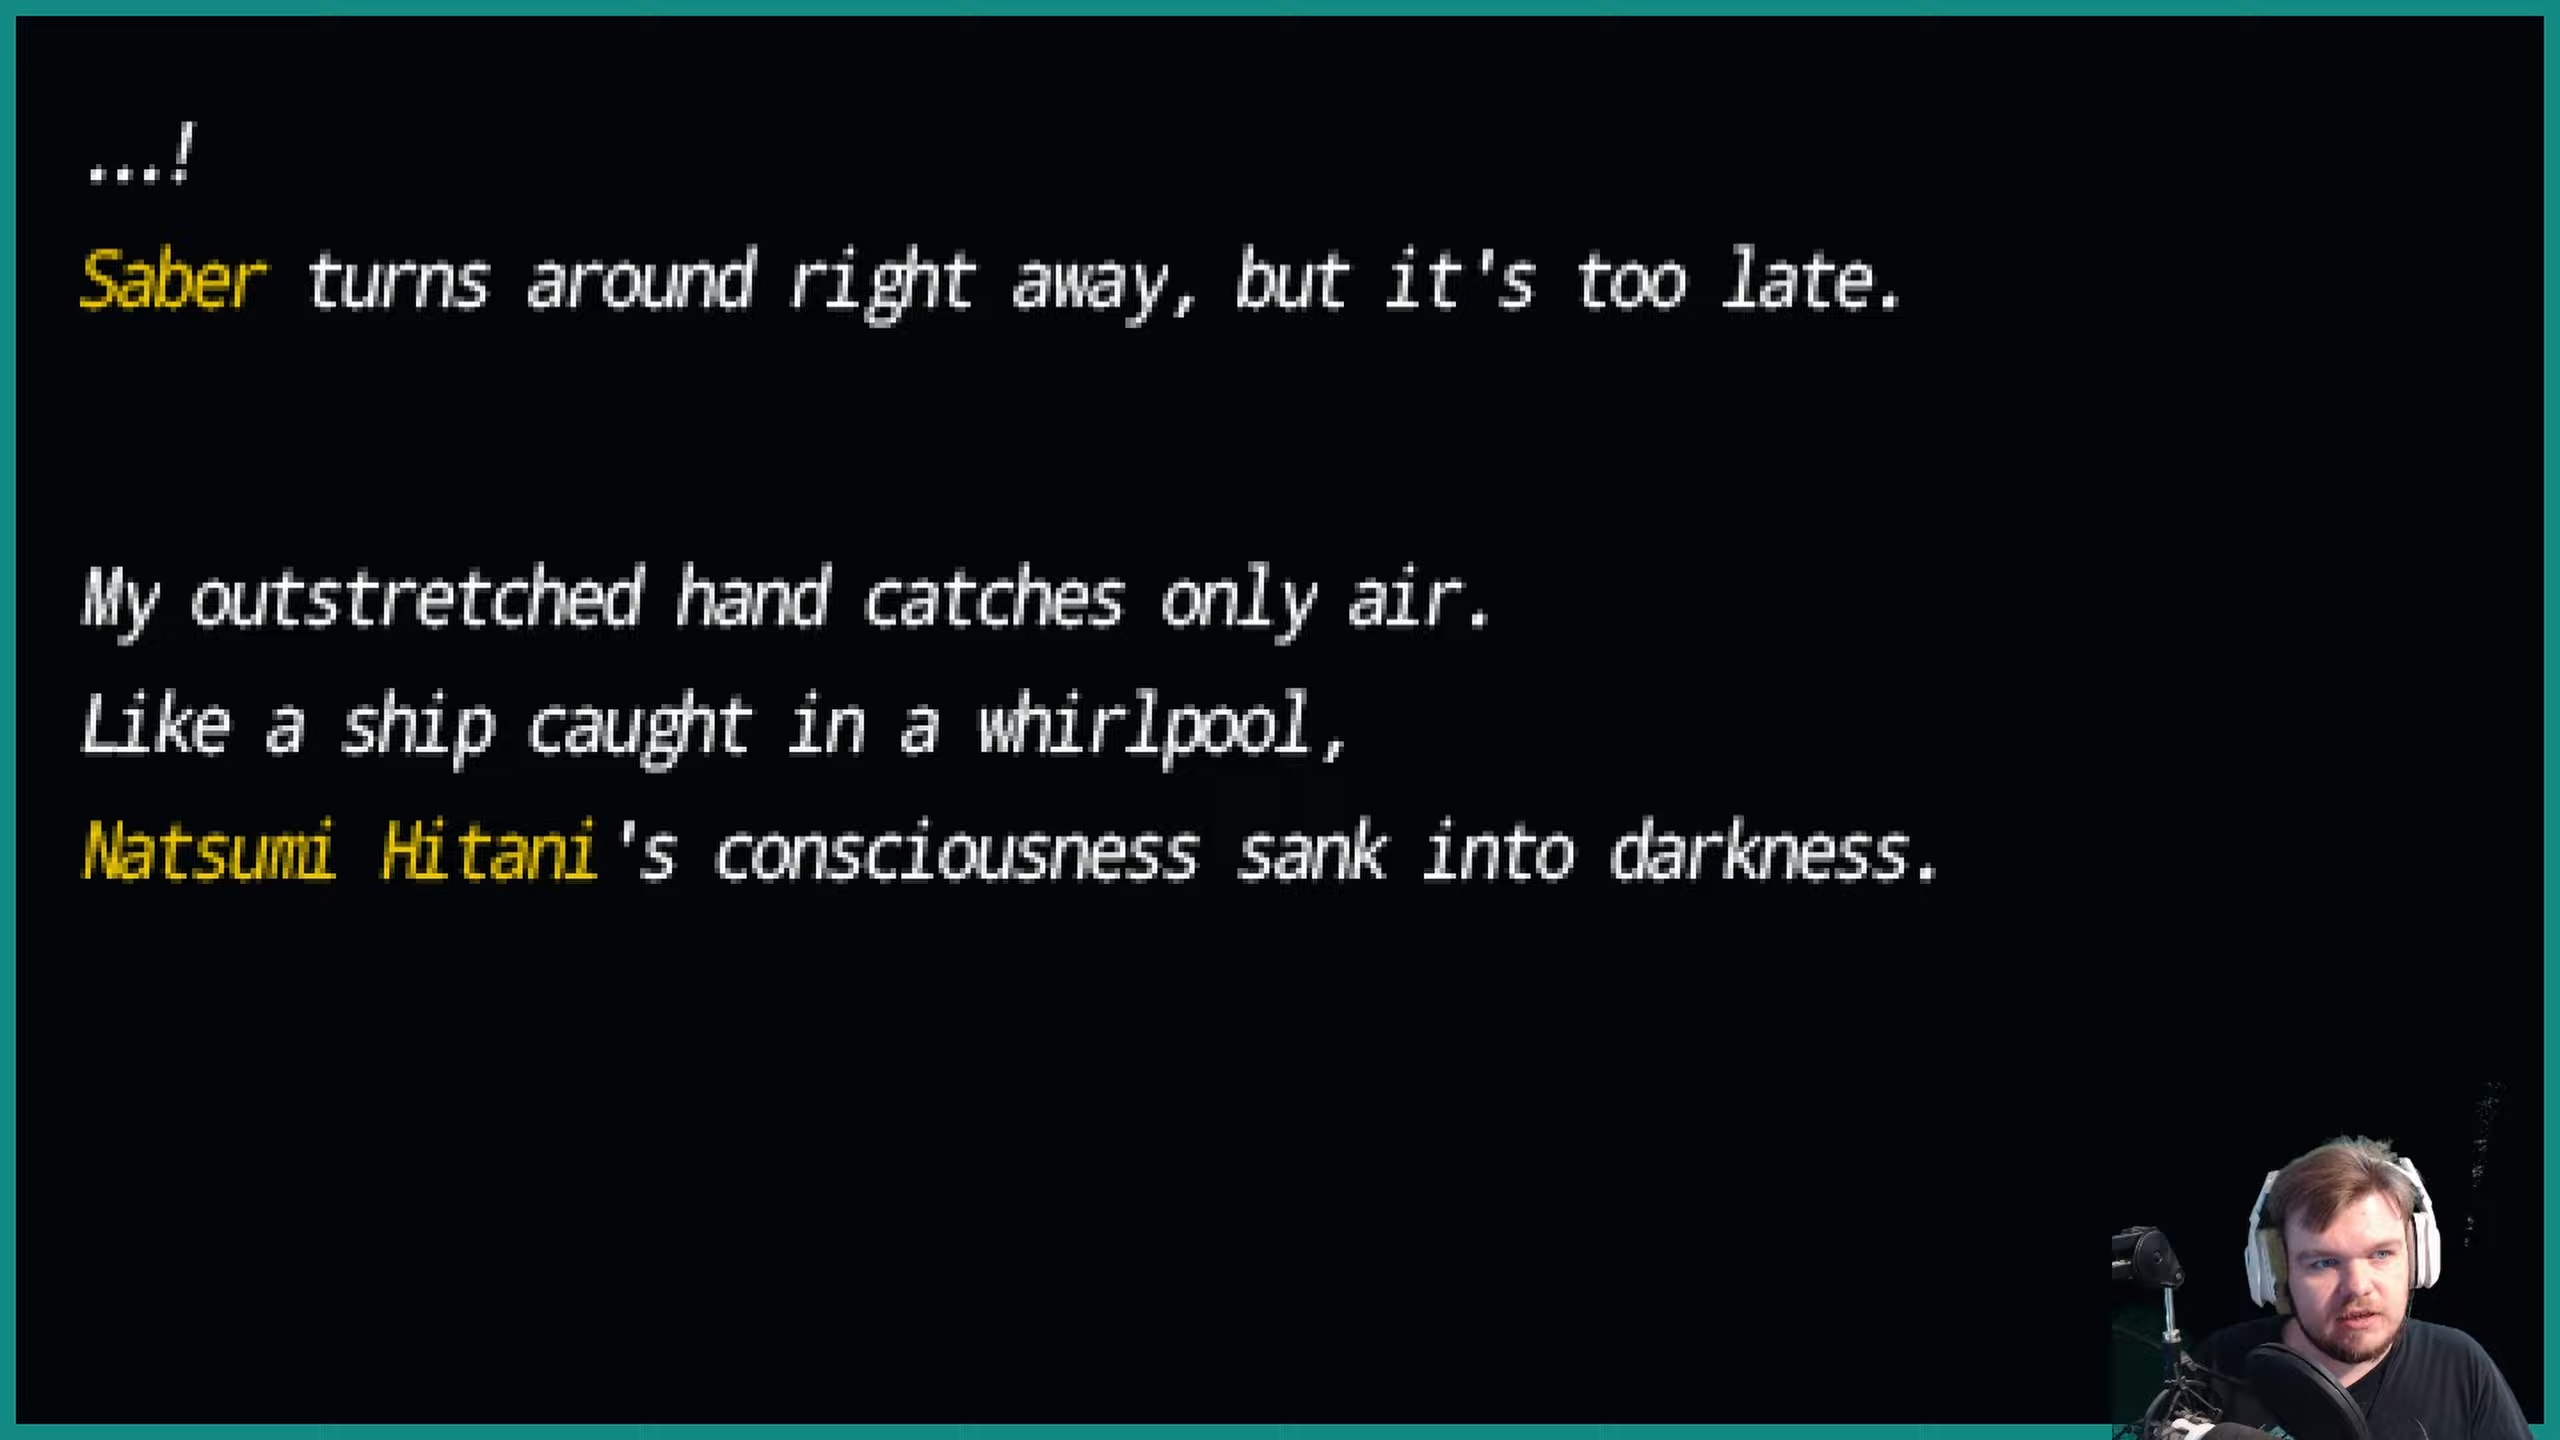 ...!
Saber turns around right away, but it's too late.
My outstretched hand catches only air.
Like a ship caught in a whirlpool,
Natsumi Hitani's consciousness sank into darkness.